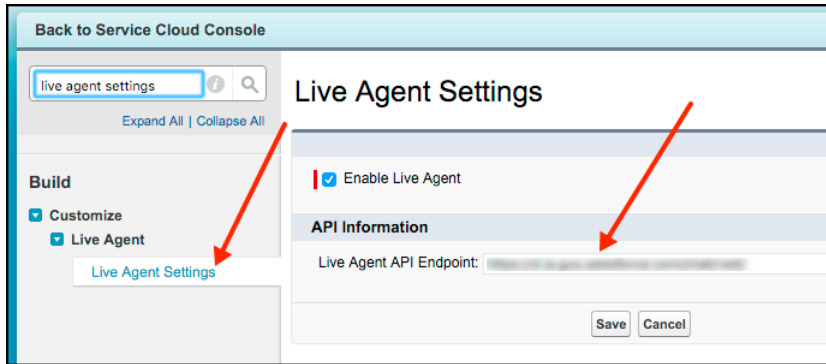 Back to Service Cloud Console
live agent settings
Expand All | Collapse All
Build
Customize
Live Agent
Live Agent Settings
Live Agent Settings
Enable Live Agent
API Information
Live Agent API Endpoint:
Save Cancel